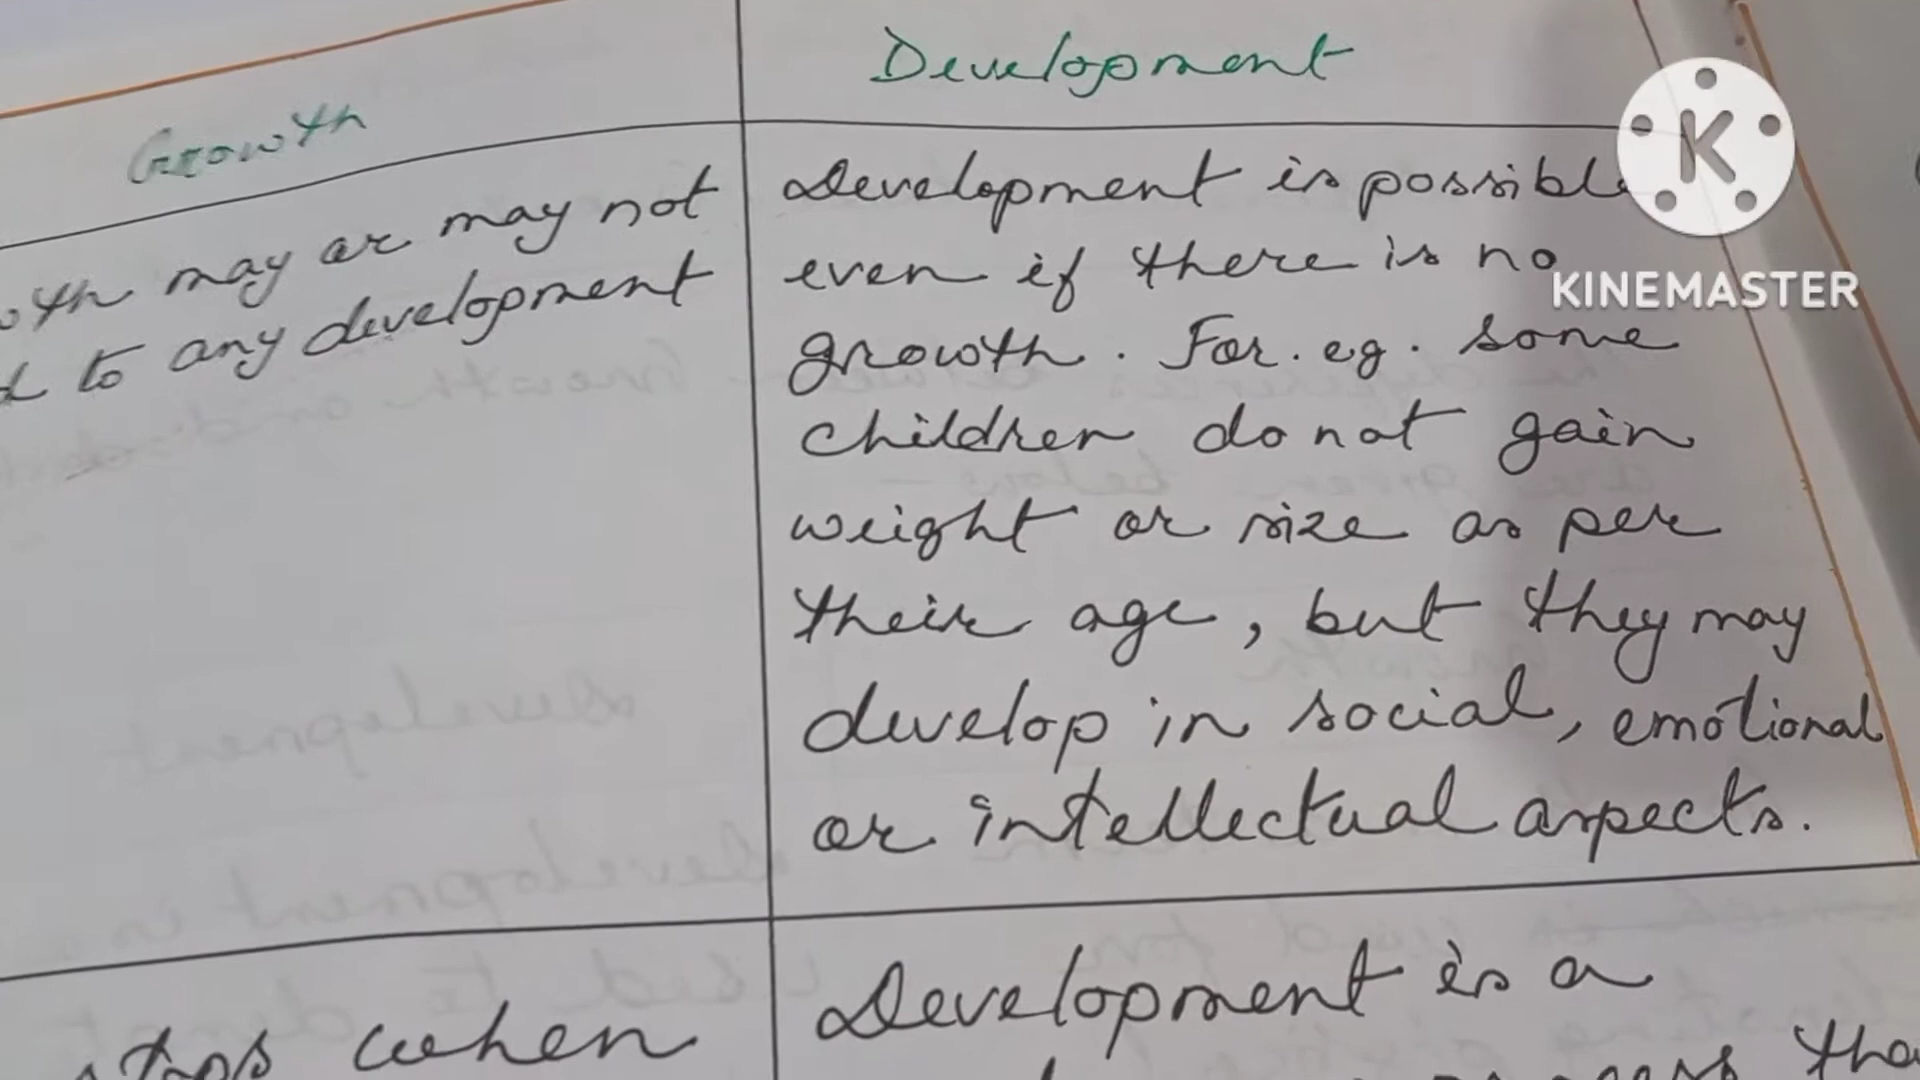 Growth
Development
may or may not
to any development
Development is possible
even if there is no
growth. For. eg. some
children do not gain
weight or size as per
their age, but they may
develop in social, emotional
or intellectual aspects.
stops when
Development is a
K
KINEMASTER